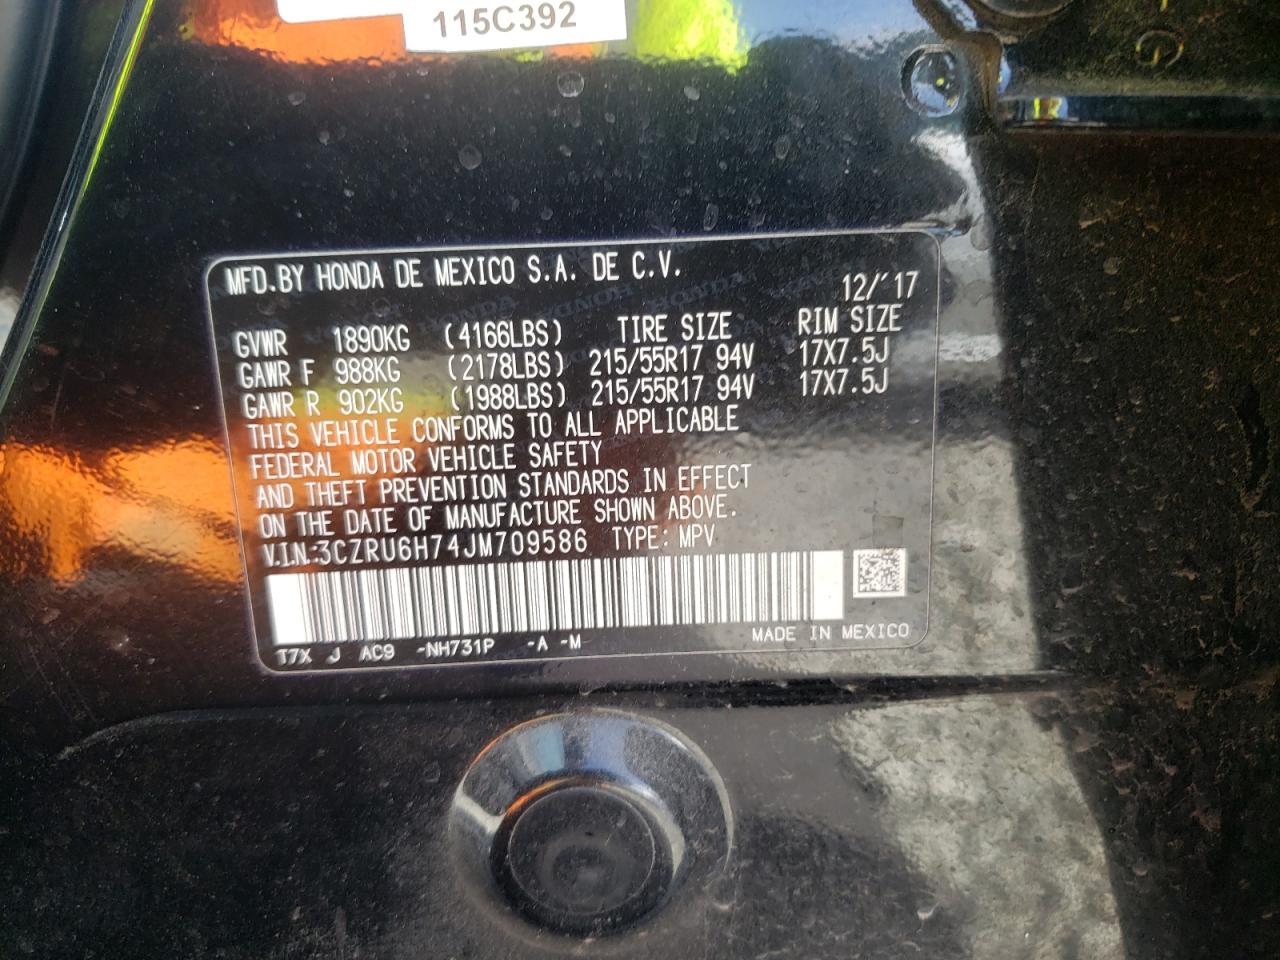 115C392
MFD.BY HONDA DE MEXICO S.A. DE C.V.
12/'17
GVWR 1890KG (4166LBS) TIRE SIZE RIM SIZE
GAWR F 988KG (2178LBS) 215/55R17 94V 17X7.5J
GAWR R 902KG (1988LBS) 215/55R17 94V 17X7.5J
THIS VEHICLE CONFORMS TO ALL APPLICABLE
FEDERAL MOTOR VEHICLE SAFETY
AND THEFT PREVENTION STANDARDS IN EFFECT
ON THE DATE OF MANUFACTURE SHOWN ABOVE.
V.I.N:3CZRU6H74JM709586 TYPE: MPV
T7X J AC9 -NH731P -A -M MADE IN MEXICO